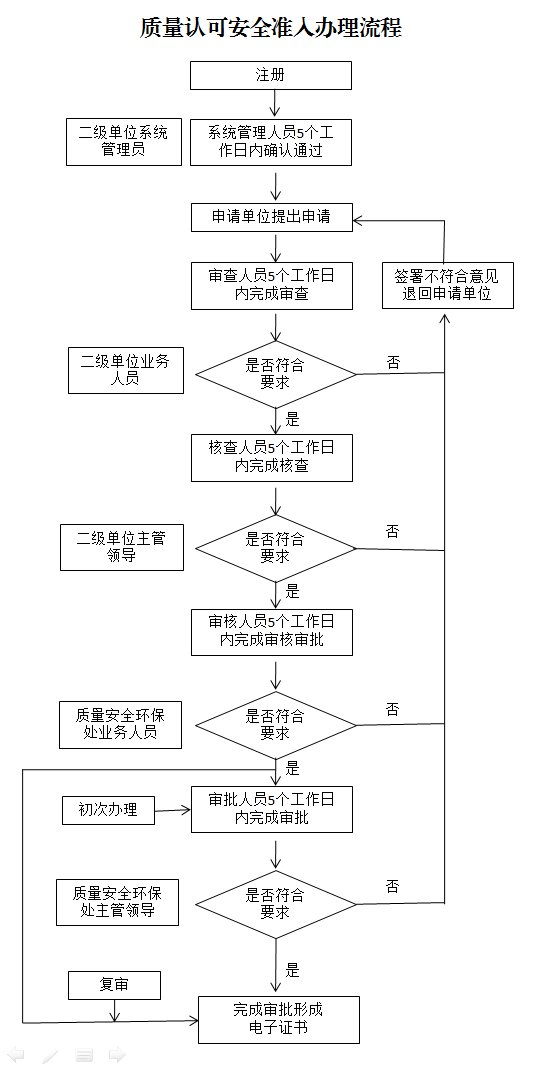 质量认可安全准入办理流程
注册
二级单位系统
管理员
系统管理人员5个工
作日内确认通过
申请单位提出申请
审查人员5个工作日
内完成审查
签署不符合意见
退回申请单位
二级单位业务
人员
是否符合
要求
否
是
核查人员5个工作日
内完成核查
二级单位主管
领导
是否符合
要求
否
是
审核人员5个工作日
内完成审核审批
质量安全环保
处业务人员
是否符合
要求
否
是
初次办理
审批人员5个工作日
内完成审批
质量安全环保
处主管领导
是否符合
要求
否
是
复审
完成审批形成
电子证书